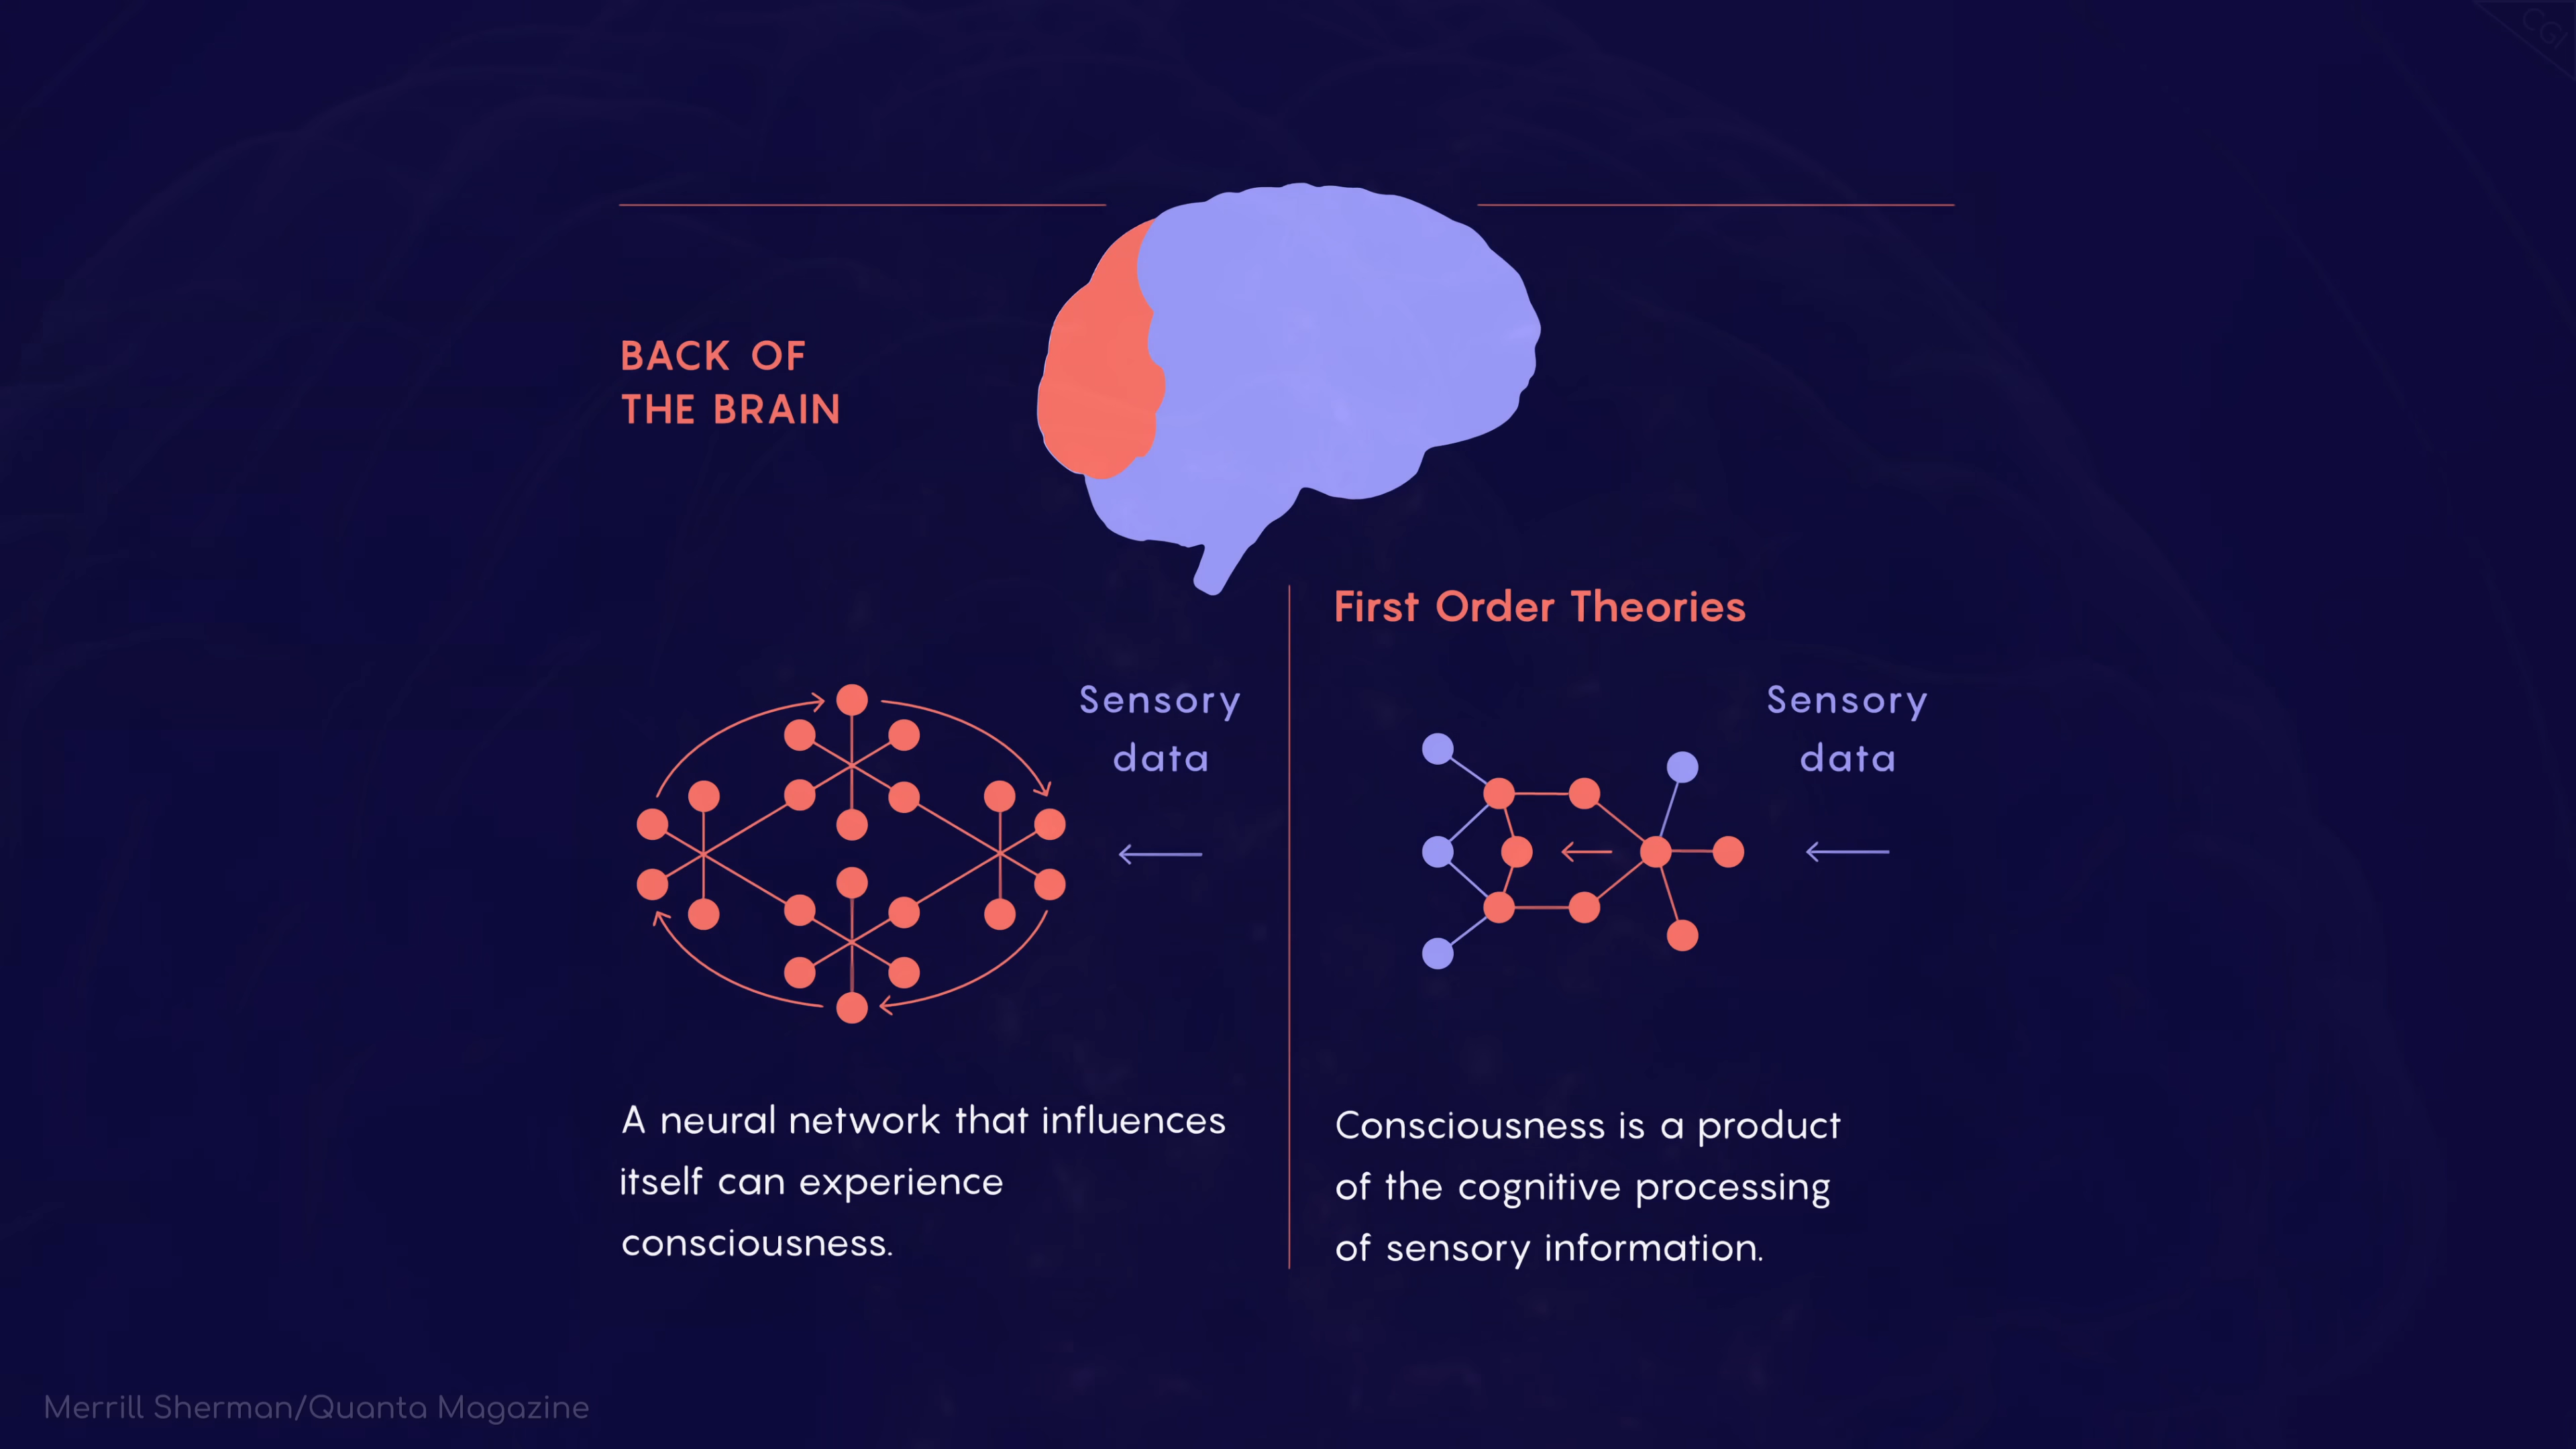 CGI
BACK OF
THE BRAIN
First Order Theories
Sensory
data
Sensory
data
A neural network that influences
itself can experience
consciousness.
Consciousness is a product
of the cognitive processing
of sensory information.
Merrill Sherman/Quanta Magazine